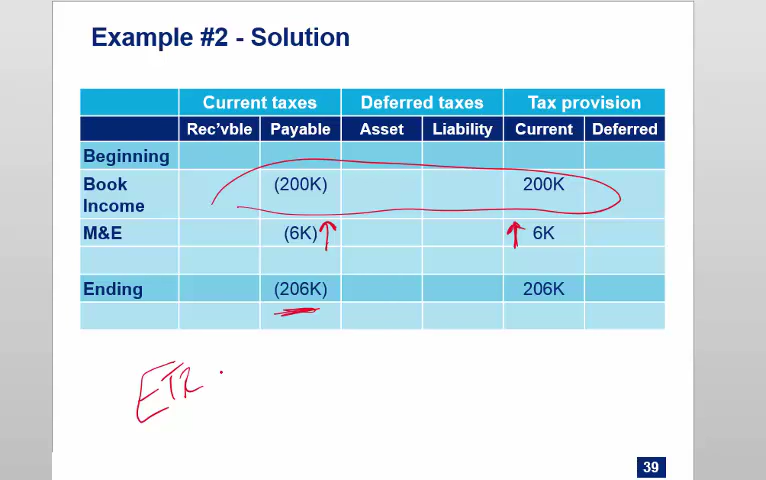 Example #2 - Solution
Current taxes Deferred taxes Tax provision
Rec'vble Payable Asset Liability Current Deferred
Beginning
Book Income (200K) 200K
M&E (6K) 6K
Ending (206K) 206K
ETR
39